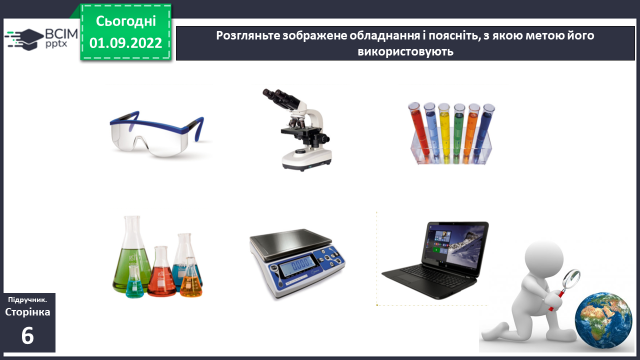 ВСІМ
pptx
Сьогодні
01.09.2022
Розгляньте зображене обладнання і поясніть, з якою метою його
використовують
Підручник.
Сторінка
6